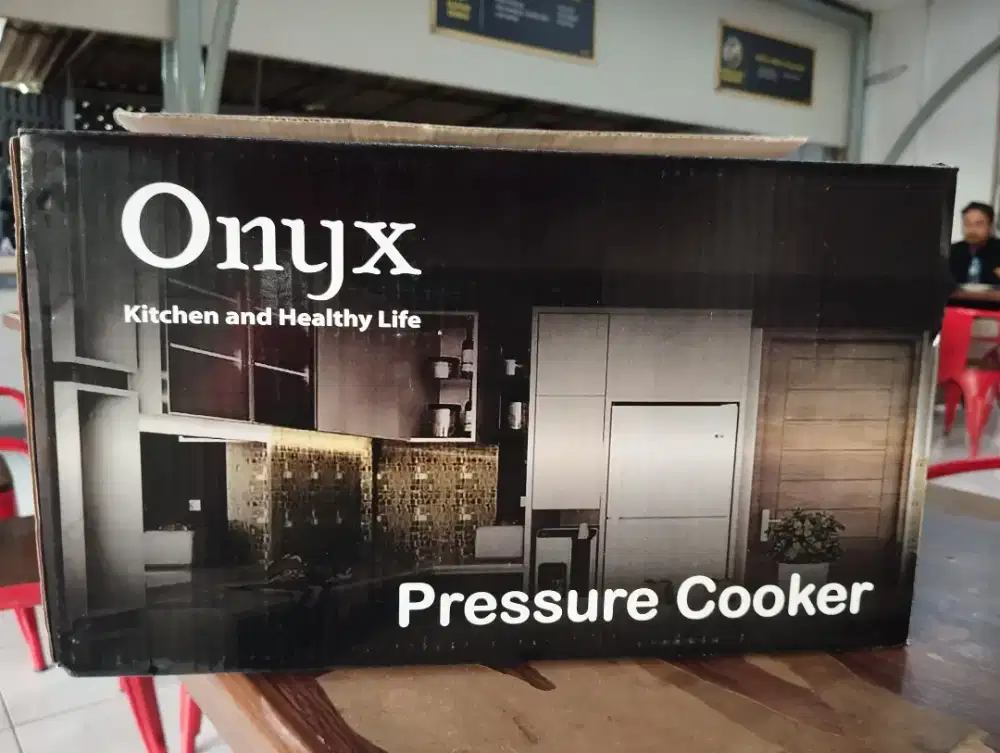 Onyx
Kitchen and Healthy Life
Pressure Cooker